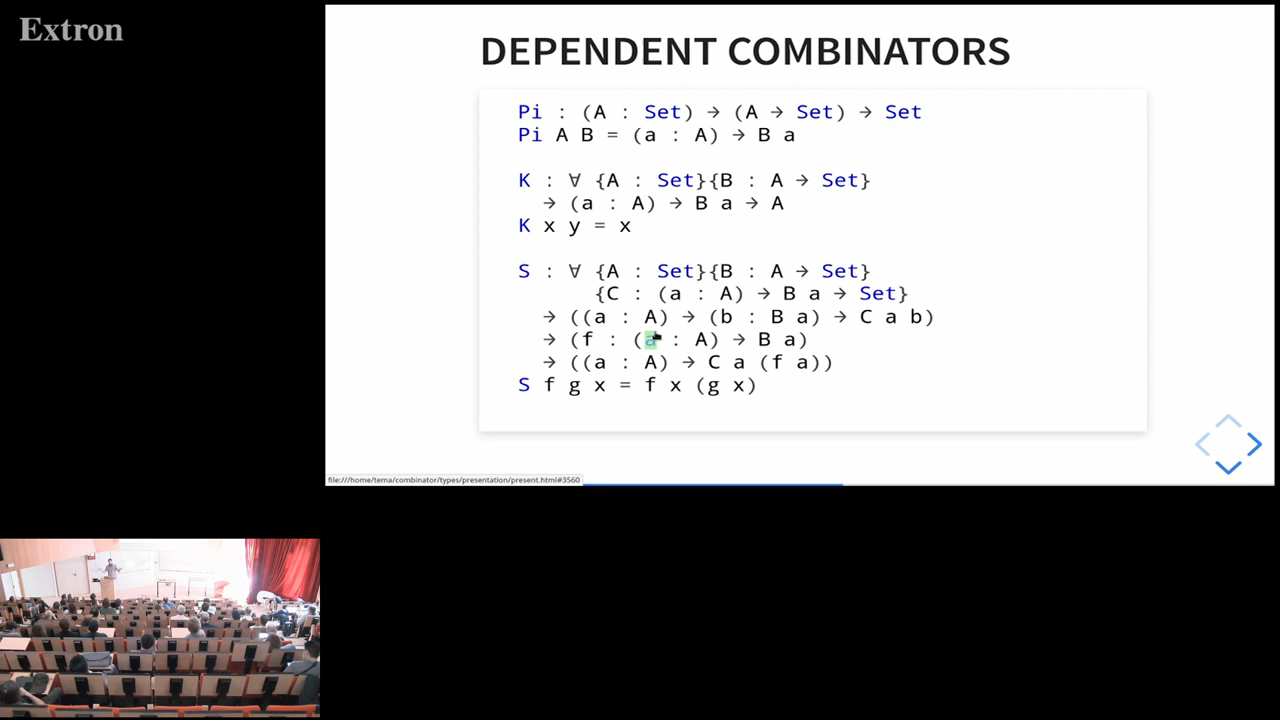 Extron
DEPENDENT COMBINATORS
Pi : (A : Set) → (A → Set) → Set
Pi A B = (a : A) → B a
K : ∀ {A : Set}{B : A → Set}
→ (a : A) → B a → A
K x y = x
S : ∀ {A : Set}{B : A → Set}
{C : (a : A) → B a → Set}
→ ((a : A) → (b : B a) → C a b)
→ (f : (a : A) → B a)
→ ((a : A) → C a (f a))
S f g x = f x (g x)
file:///home/tema/combinator/types/presentation/present.html#3560